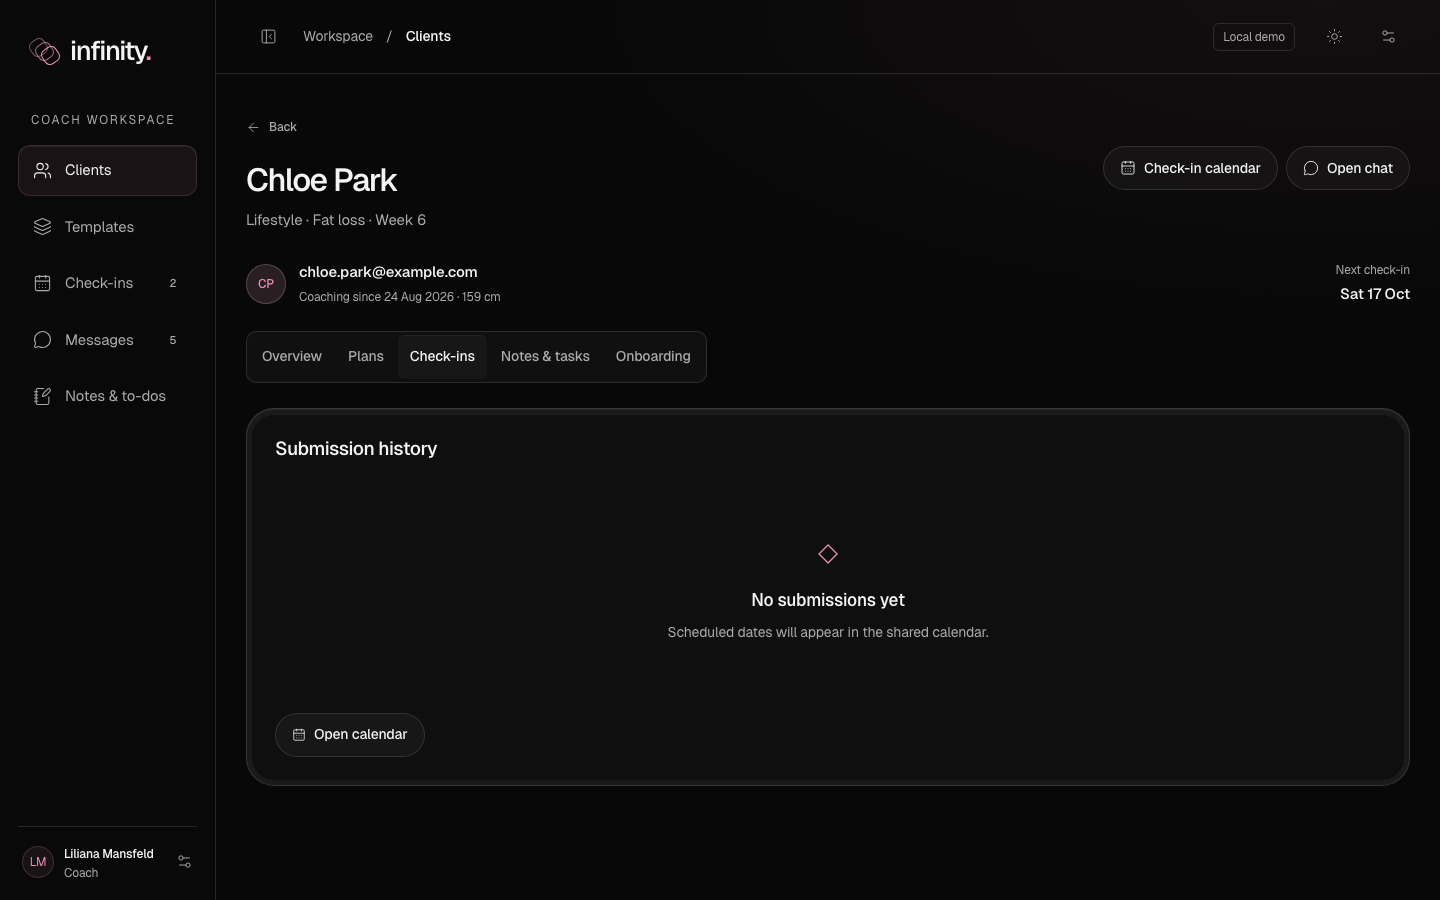 infinity.
Workspace / Clients
Local demo
COACH WORKSPACE
Clients
Templates
Check-ins 2
Messages 5
Notes & to-dos
Back
Chloe Park
Lifestyle · Fat loss · Week 6
Check-in calendar
Open chat
CP
chloe.park@example.com
Coaching since 24 Aug 2026 · 159 cm
Next check-in
Sat 17 Oct
Overview Plans Check-ins Notes & tasks Onboarding
Submission history
No submissions yet
Scheduled dates will appear in the shared calendar.
Open calendar
LM
Liliana Mansfeld
Coach